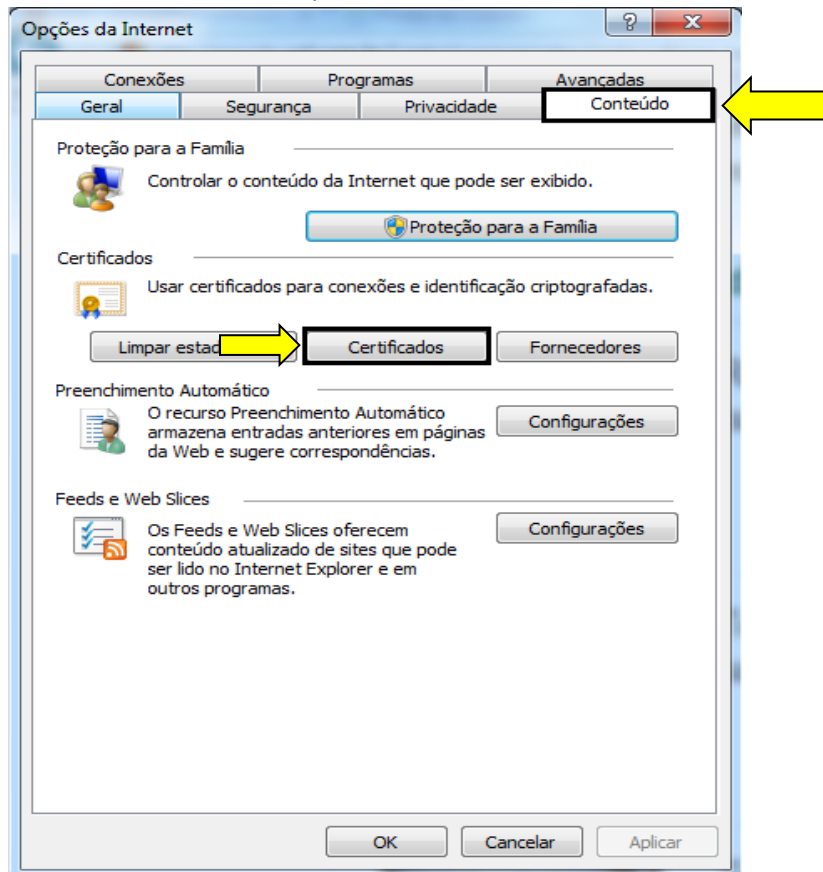 Opções da Internet
Conexões Programas Avançadas
Geral Segurança Privacidade Conteúdo
Proteção para a Família
Controlar o conteúdo da Internet que pode ser exibido.
Proteção para a Família
Certificados
Usar certificados para conexões e identificação criptografadas.
Limpar Certificados Fornecedores
Preenchimento Automático
O recurso Preenchimento Automático
armazena entradas anteriores em páginas
da Web e sugere correspondências.
Configurações
Feeds e Web Slices
Os Feeds e Web Slices oferecem
conteúdo atualizado de sites que pode
ser lido no Internet Explorer e em
outros programas.
Configurações
OK Cancelar Aplicar